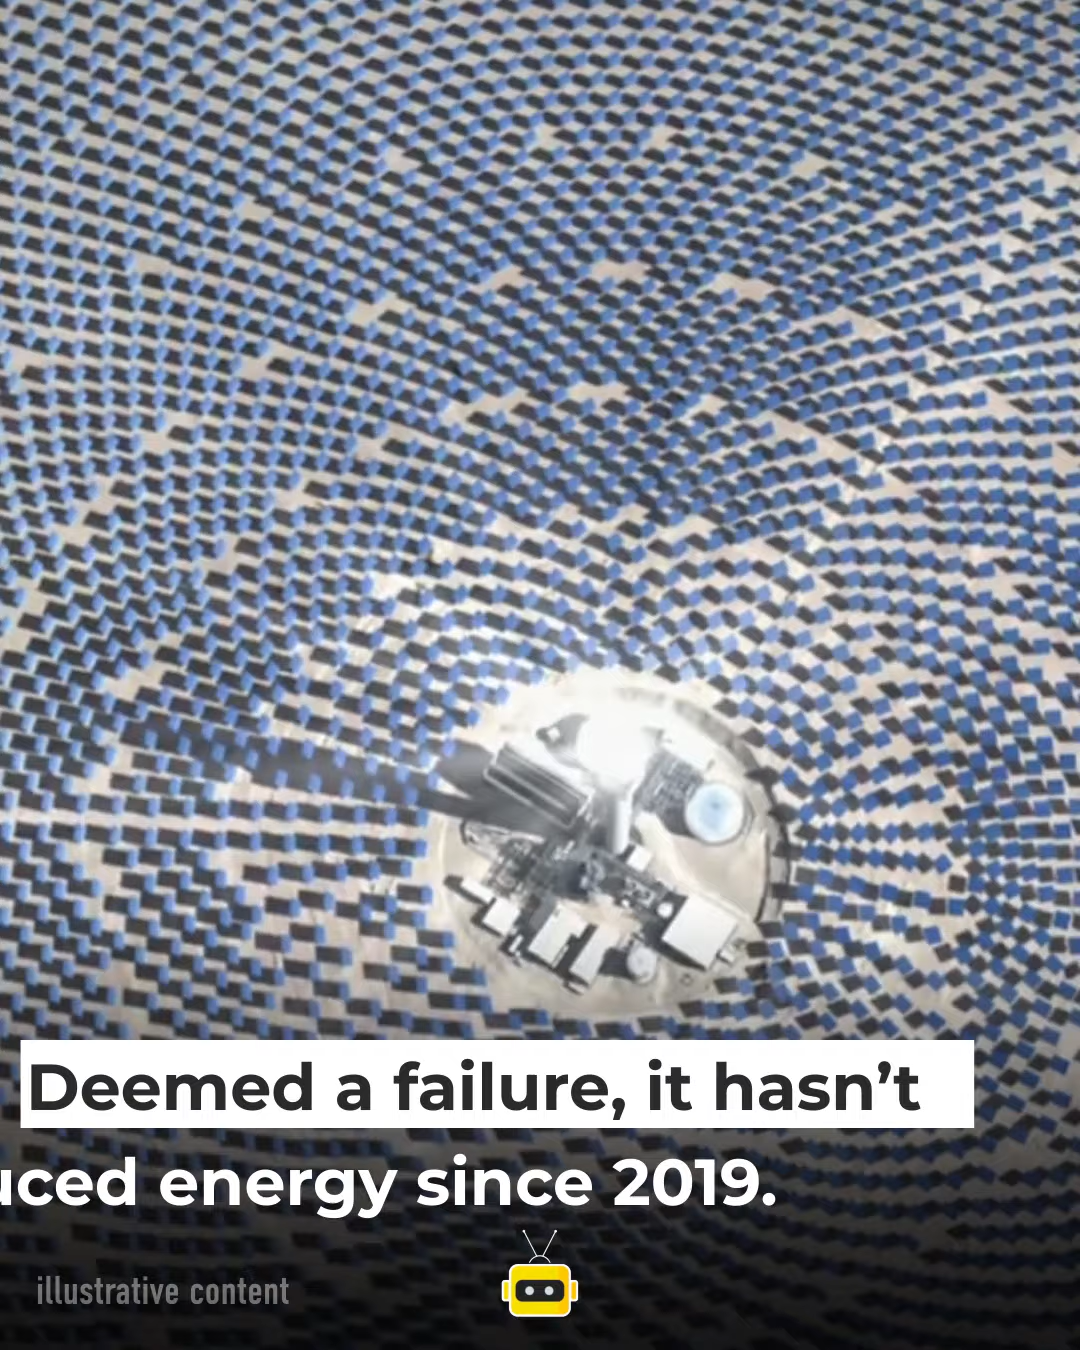 Deemed a failure, it hasn’t
uced energy since 2019.
illustrative content